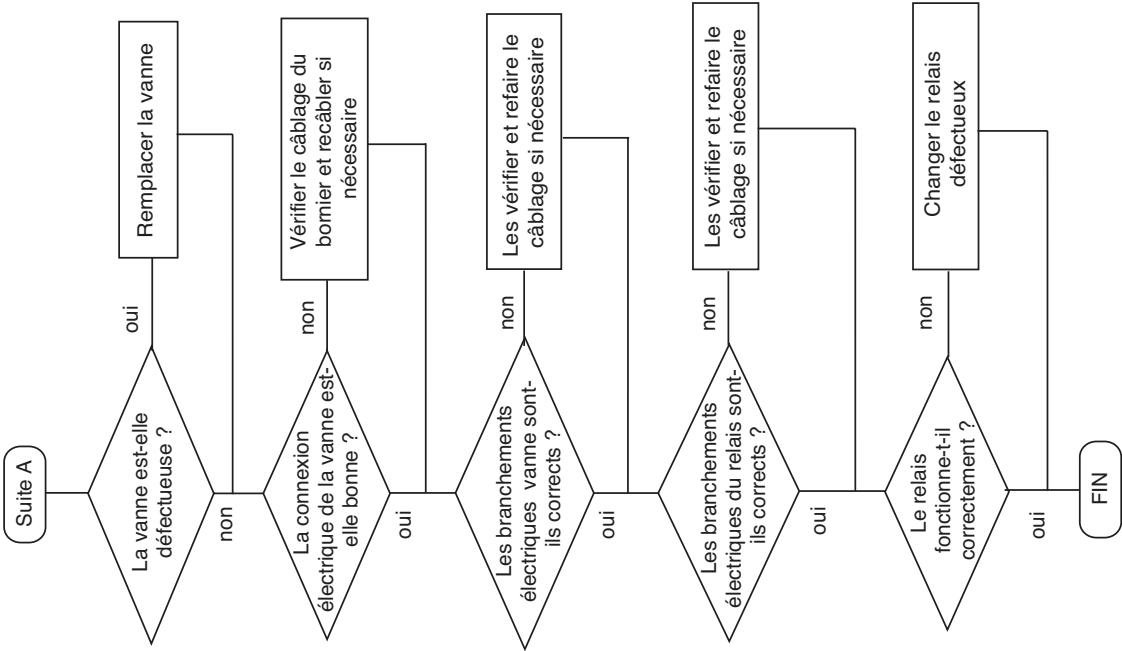 Suite A
La vanne est-elle
défectueuse ?
oui
Remplacer la vanne
non
La connexion
électrique de la vanne est-
elle bonne ?
non
Vérifier le câblage du
bornier et recâbler si
nécessaire
oui
Les branchements
électriques vanne sont-
ils corrects ?
non
Les vérifier et refaire le
câblage si nécessaire
oui
Les branchements
électriques du relais sont-
ils corrects ?
non
Les vérifier et refaire le
câblage si nécessaire
oui
Le relais
fonctionne-t-il
correctement ?
non
Changer le relais
défectueux
oui
FIN